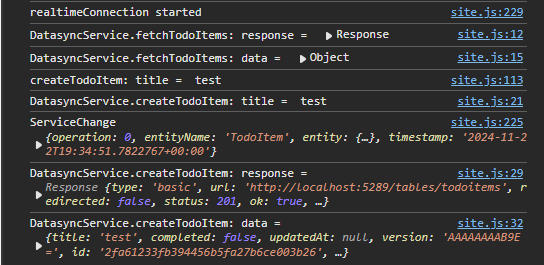 realtimeConnection started site.js:229
DatasyncService.fetchTodoItems: response = ▶ Response site.js:12
DatasyncService.fetchTodoItems: data = ▶ Object site.js:15
createTodoItem: title = test site.js:113
DatasyncService.createTodoItem: title = test site.js:21
ServiceChange site.js:225
{operation: 0, entityName: 'TodoItem', entity: {…}, timestamp: '2024-11-2
▶ 2T19:34:51.7822767+00:00'}
DatasyncService.createTodoItem: response = site.js:29
Response {type: 'basic', url: 'http://localhost:5289/tables/todoitems', r
▶ edirected: false, status: 201, ok: true, …}
DatasyncService.createTodoItem: data = site.js:32
{title: 'test', completed: false, updatedAt: null, version: 'AAAAAAAAB9E
▶ =', id: '2fa61233fb394456b5fa27b6ce003b26', …}